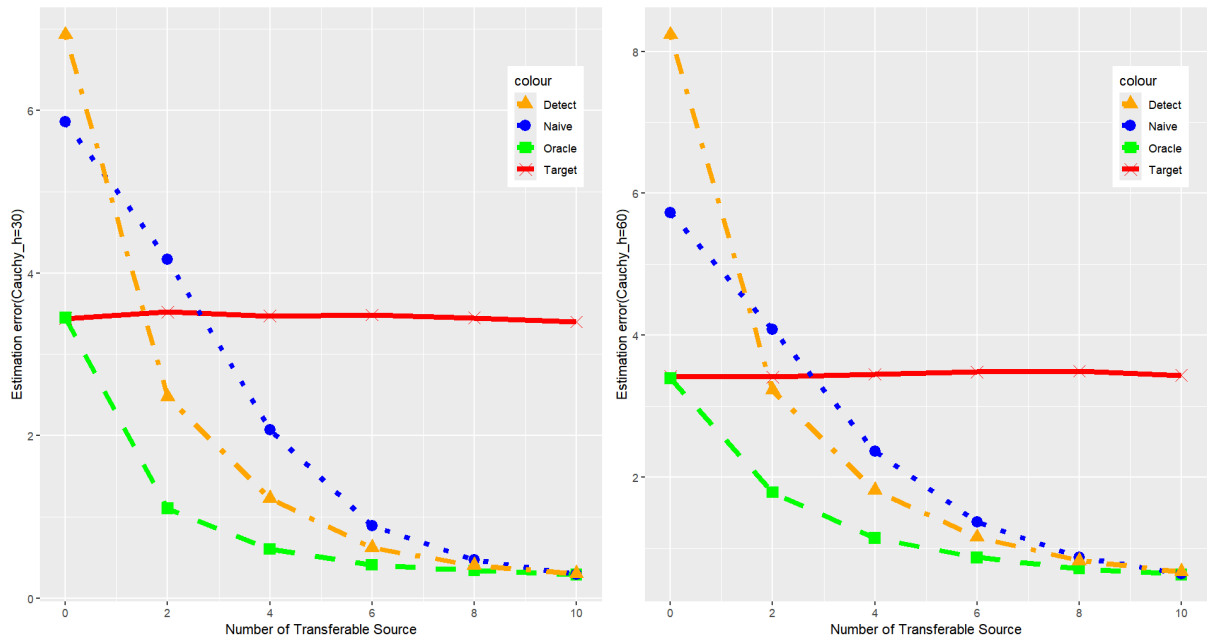 Estimation error(Cauchy_h=30)
6
4
2
0
0
2
4
6
8
10
Number of Transferable Source
colour
Detect
Naive
Oracle
Target
Estimation error(Cauchy_h=60)
8
6
4
2
0
2
4
6
8
10
Number of Transferable Source
colour
Detect
Naive
Oracle
Target